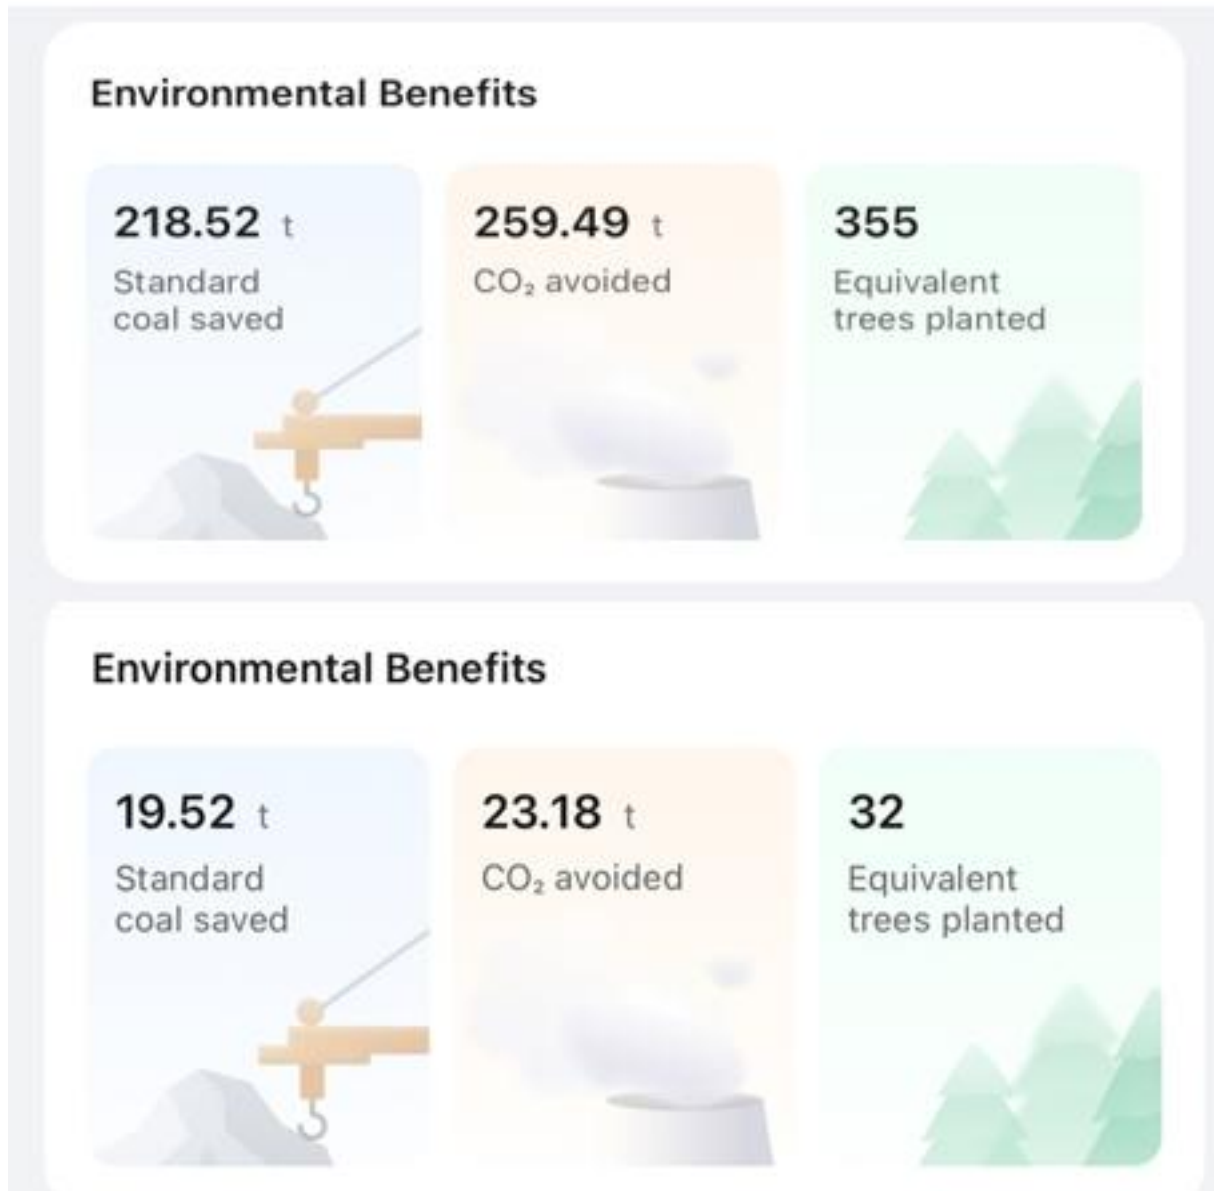 Environmental Benefits
218.52 t
Standard
coal saved
259.49 t
CO₂ avoided
355
Equivalent
trees planted
Environmental Benefits
19.52 t
Standard
coal saved
23.18 t
CO₂ avoided
32
Equivalent
trees planted